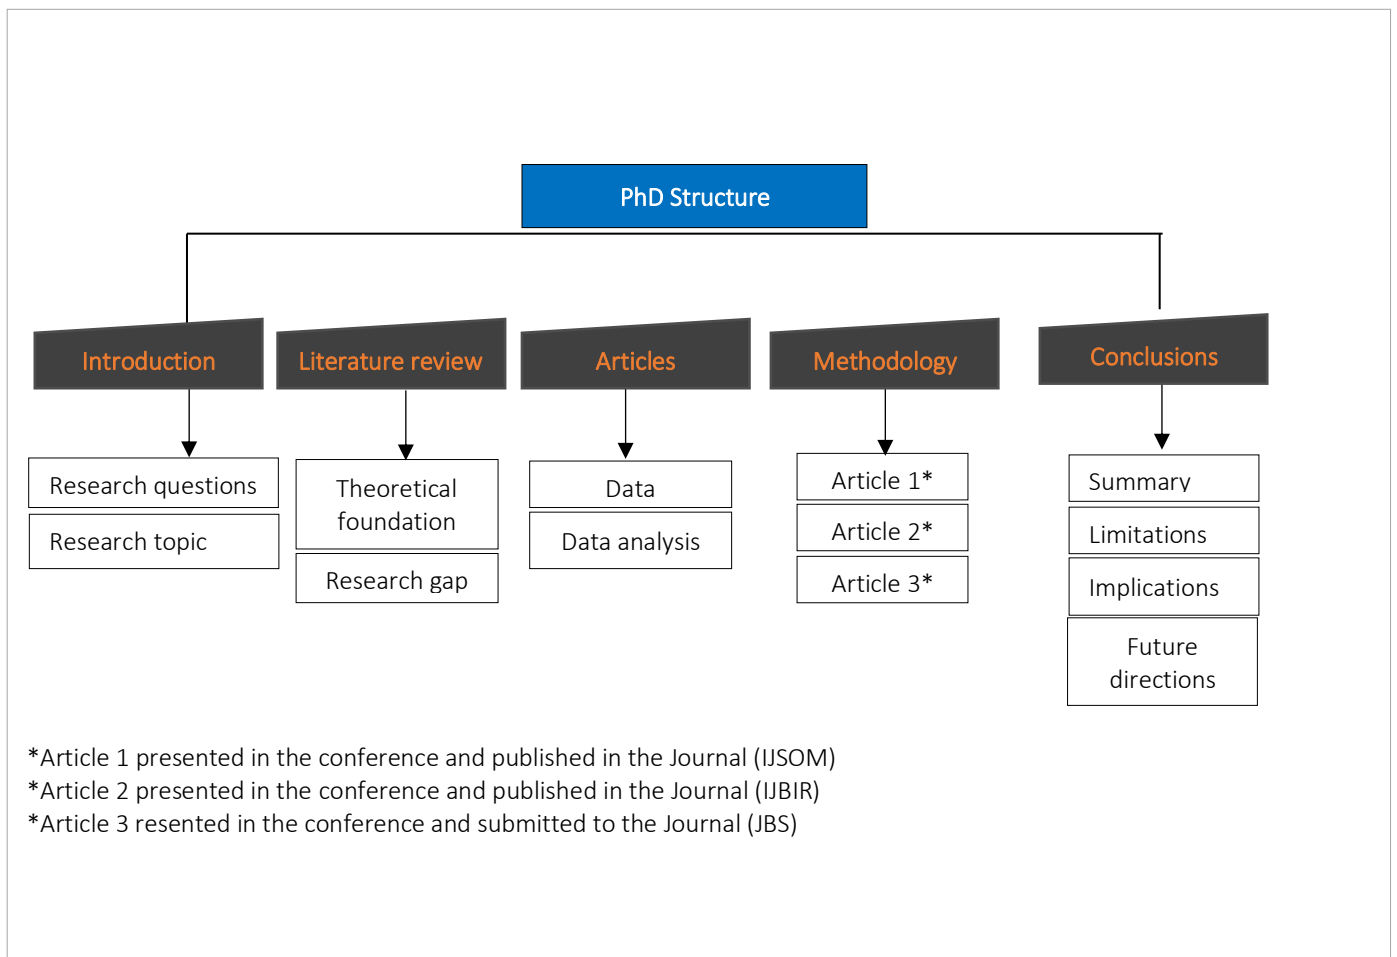 PhD Structure
Introduction
Literature review
Articles
Methodology
Conclusions
Research questions
Research topic
Theoretical
foundation
Research gap
Data
Data analysis
Article 1*
Article 2*
Article 3*
Summary
Limitations
Implications
Future
directions
*Article 1 presented in the conference and published in the Journal (IJSOM)
*Article 2 presented in the conference and published in the Journal (IJBIR)
*Article 3 resented in the conference and submitted to the Journal (JBS)